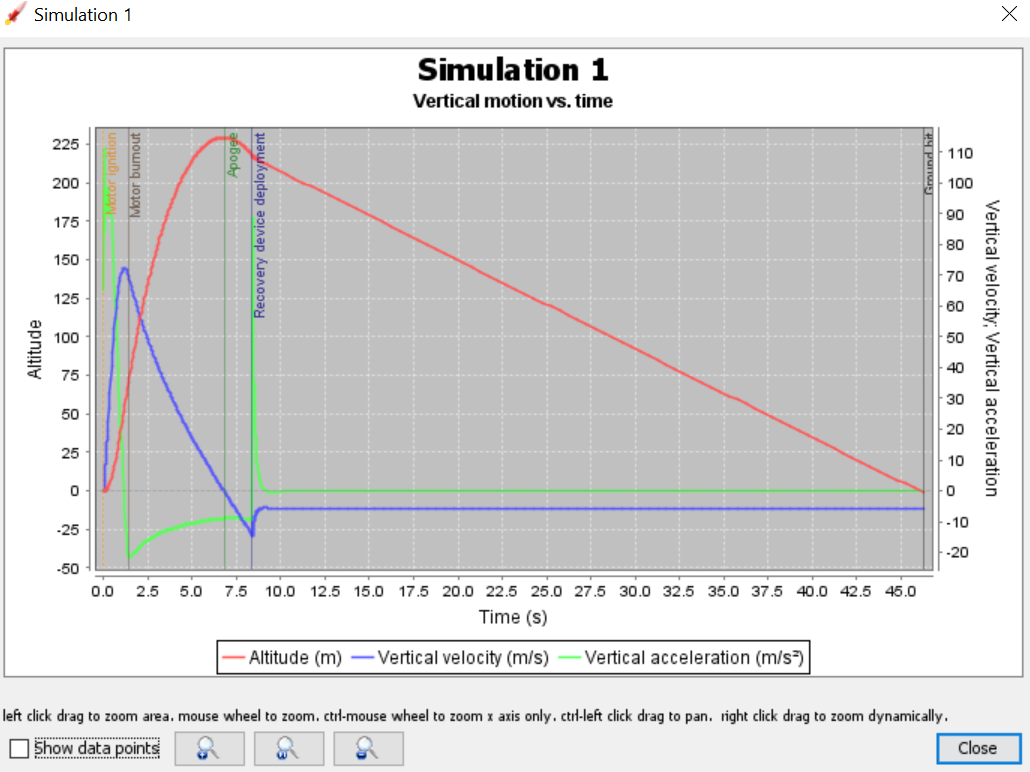 Simulation 1
Simulation 1
Vertical motion vs. time
Motor ignition
Motor burnout
Apogee
Recovery device deployment
Ground hit
Altitude
225
200
175
150
125
100
75
50
25
0
-25
-50
110
100
90
80
70
60
50
40
30
20
10
0
-10
-20
Vertical velocity; Vertical acceleration
0.0 2.5 5.0 7.5 10.0 12.5 15.0 17.5 20.0 22.5 25.0 27.5 30.0 32.5 35.0 37.5 40.0 42.5 45.0
Time (s)
Altitude (m) Vertical velocity (m/s) Vertical acceleration (m/s²)
left click drag to zoom area. mouse wheel to zoom. ctrl-mouse wheel to zoom x axis only. ctrl-left click drag to pan. right click drag to zoom dynamically.
Show data points
Close